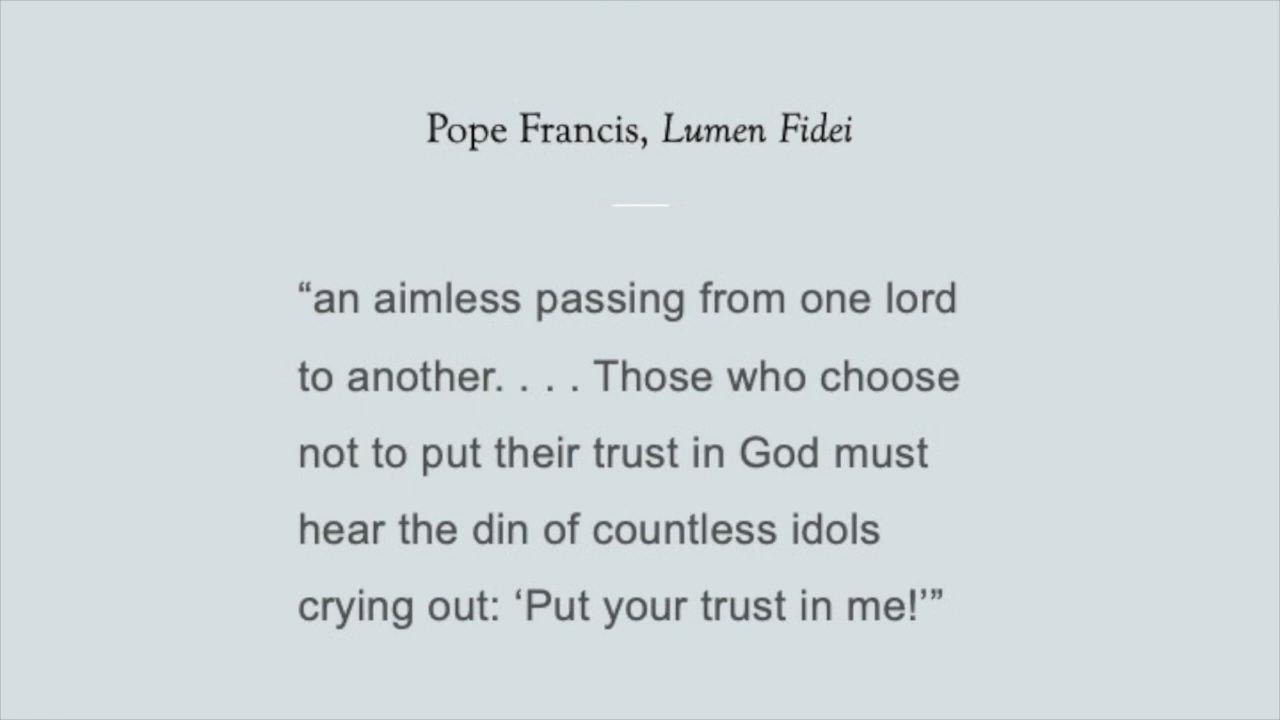 Pope Francis, Lumen Fidei
“an aimless passing from one lord
to another. . . . Those who choose
not to put their trust in God must
hear the din of countless idols
crying out: ‘Put your trust in me!’”